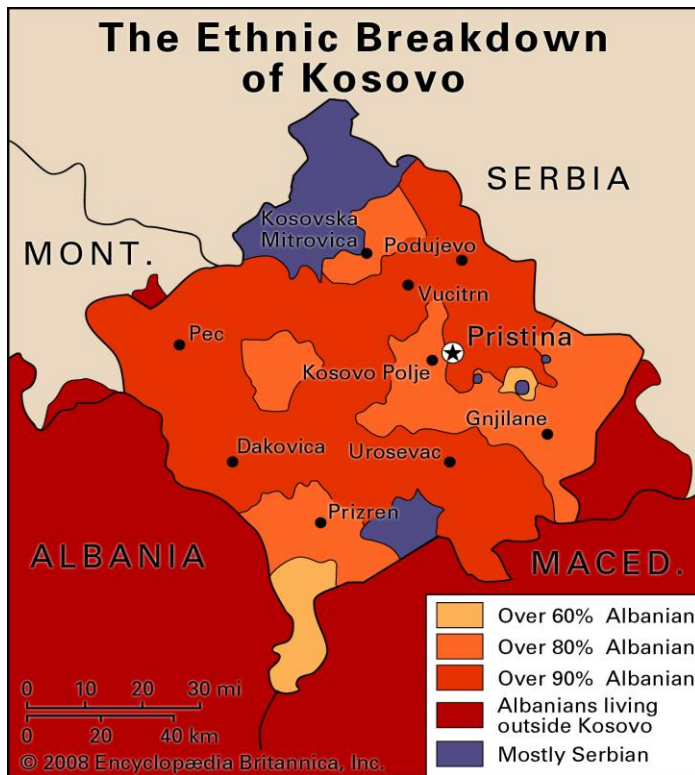 The Ethnic Breakdown
of Kosovo
SERBIA
MONT.
Kosovska
Mitrovica
Podujevo
Vucitrn
Pec
Pristina
Kosovo Polje
Gnjilane
Dakovica
Urosevac
Prizren
ALBANIA
MACED.
Over 60% Albanian
Over 80% Albanian
Over 90% Albanian
Albanians living
outside Kosovo
Mostly Serbian
0 10 20 30 mi
0 20 40 km
© 2008 Encyclopædia Britannica, Inc.